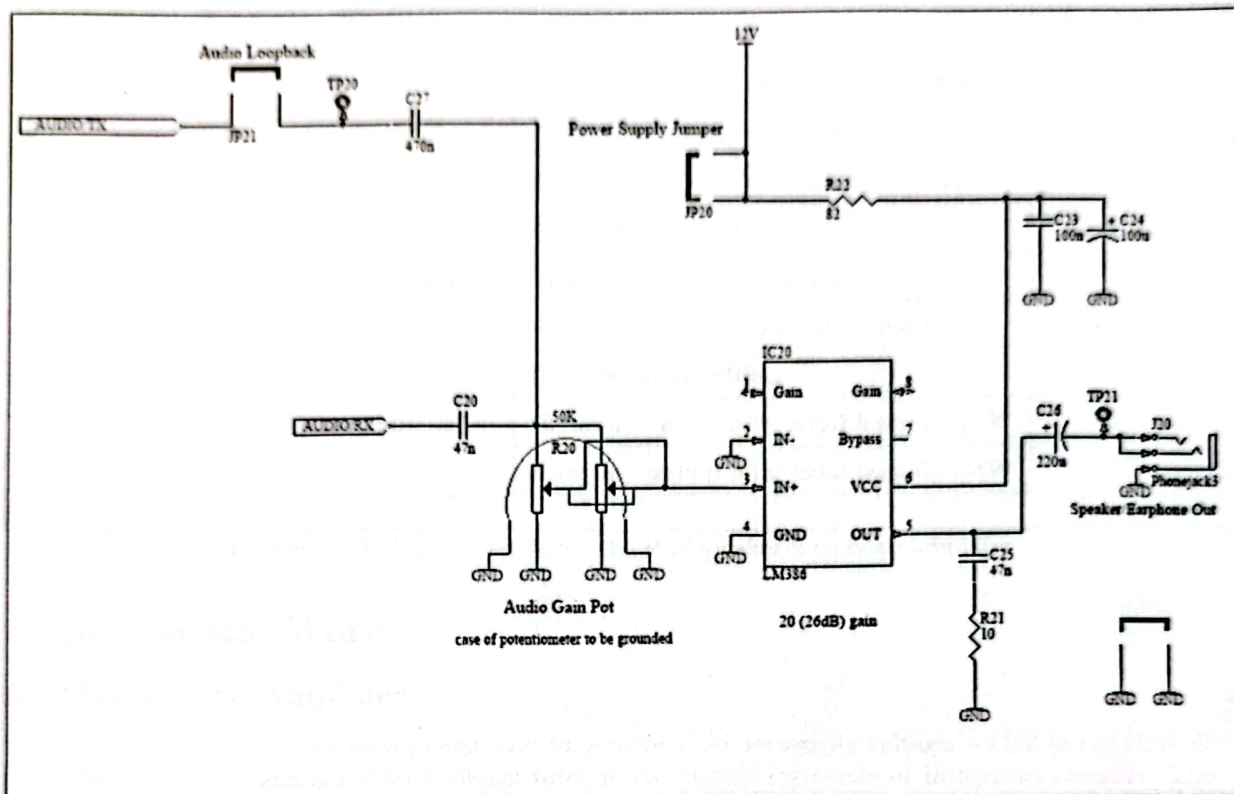 12V
Audio Loopback
TP20
C27
AUDIO TX
JP21
470n
Power Supply Jumper
R22
JP20
82
C23
100n
+ C24
100u
GND
GND
IC20
1
Gain
Gain
8
C20
50K
2
IN-
Bypass
7
C26
+
TP21
J20
AUDIO RX
47n
R20
GND
3
IN+
VCC
6
220u
GND
Phonejack3
Speaker Earphone Out
4
GND
OUT
5
GND
LM386
C25
47n
GND
GND
GND
GND
Audio Gain Pot
case of potentiometer to be grounded
20 (26dB) gain
R21
10
GND
GND
GND